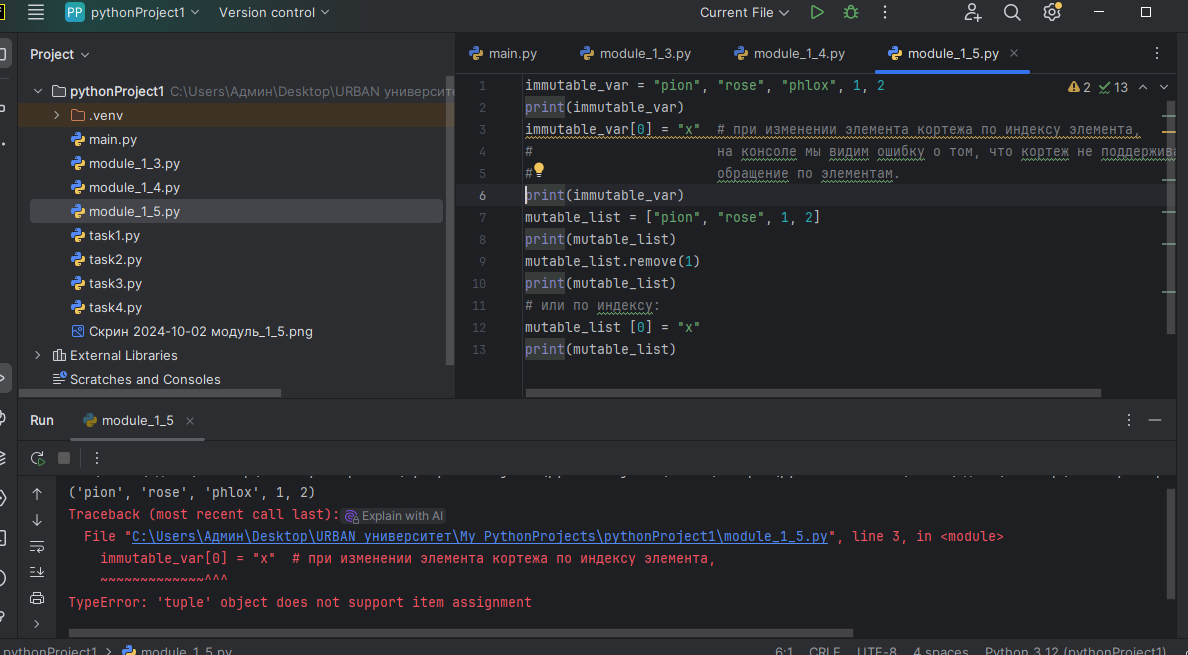 PP pythonProject1 Version control Current File
Project
pythonProject1 C:\Users\Админ\Desktop\URBAN университет
.venv
main.py
module_1_3.py
module_1_4.py
module_1_5.py
task1.py
task2.py
task3.py
task4.py
Скрин 2024-10-02 модуль_1_5.png
External Libraries
Scratches and Consoles
main.py module_1_3.py module_1_4.py module_1_5.py
2 13
1 immutable_var = "pion", "rose", "phlox", 1, 2
2 print(immutable_var)
3 immutable_var[0] = "x" # при изменении элемента кортежа по индексу элемента,
4 # на консоле мы видим ошибку о том, что кортеж не поддержива
5 # обращение по элементам.
6 print(immutable_var)
7 mutable_list = ["pion", "rose", 1, 2]
8 print(mutable_list)
9 mutable_list.remove(1)
10 print(mutable_list)
11 # или по индексу:
12 mutable_list [0] = "x"
13 print(mutable_list)
Run module_1_5
('pion', 'rose', 'phlox', 1, 2)
Traceback (most recent call last): Explain with AI
File "C:\Users\Админ\Desktop\URBAN университет\My PythonProjects\pythonProject1\module_1_5.py", line 3, in <module>
immutable_var[0] = "x" # при изменении элемента кортежа по индексу элемента,
~~~~~~~~~~~~~^^^
TypeError: 'tuple' object does not support item assignment
pythonProject1 module_1_5.py 6:1 CRLF UTF-8 4 spaces Python 3.12 (pythonProject1)